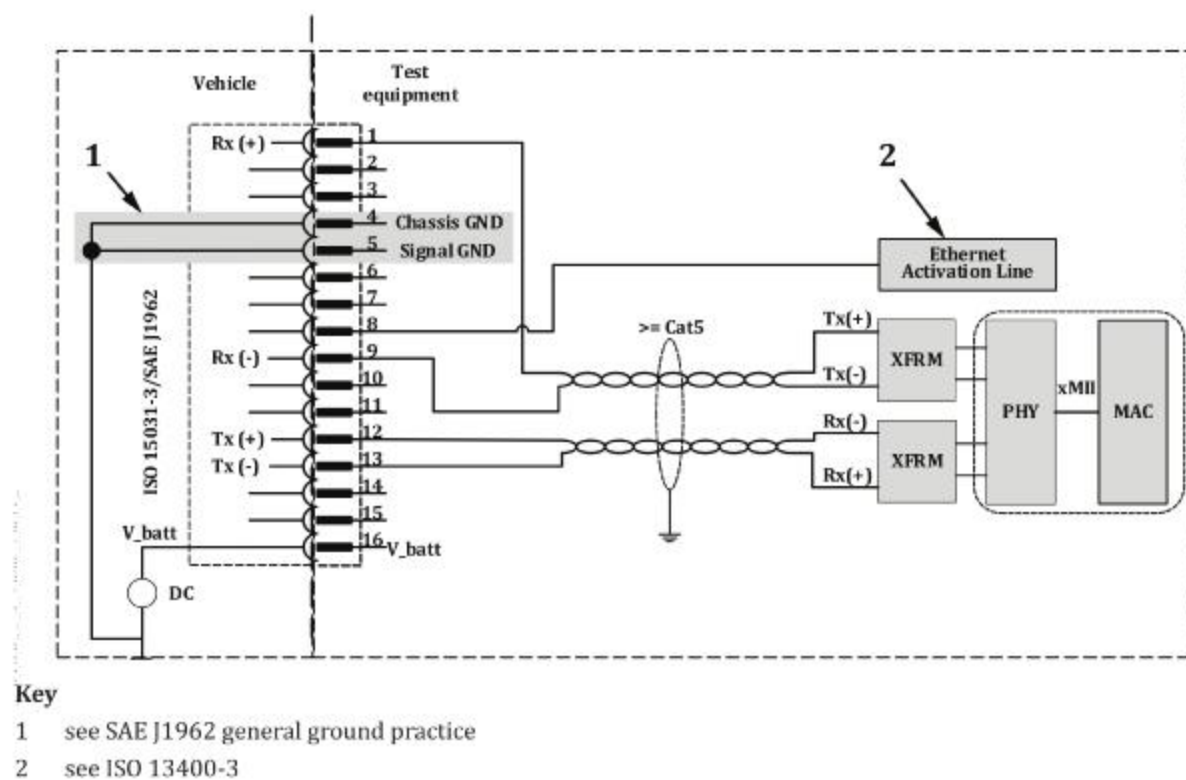 Vehicle
Test
equipment
Rx (+)
1
2
3
4
Chassis GND
5
Signal GND
6
7
8
Rx (-)
9
10
11
Tx (+)
12
Tx (-)
13
14
15
16
V_batt
V_batt
DC
ISO 15031-3/SAE J1962
1
2
Ethernet
Activation Line
>= Cat5
Tx(+)
Tx(-)
XFRM
Rx(-)
Rx(+)
XFRM
PHY
xMII
MAC
Key
1 see SAE J1962 general ground practice
2 see ISO 13400-3